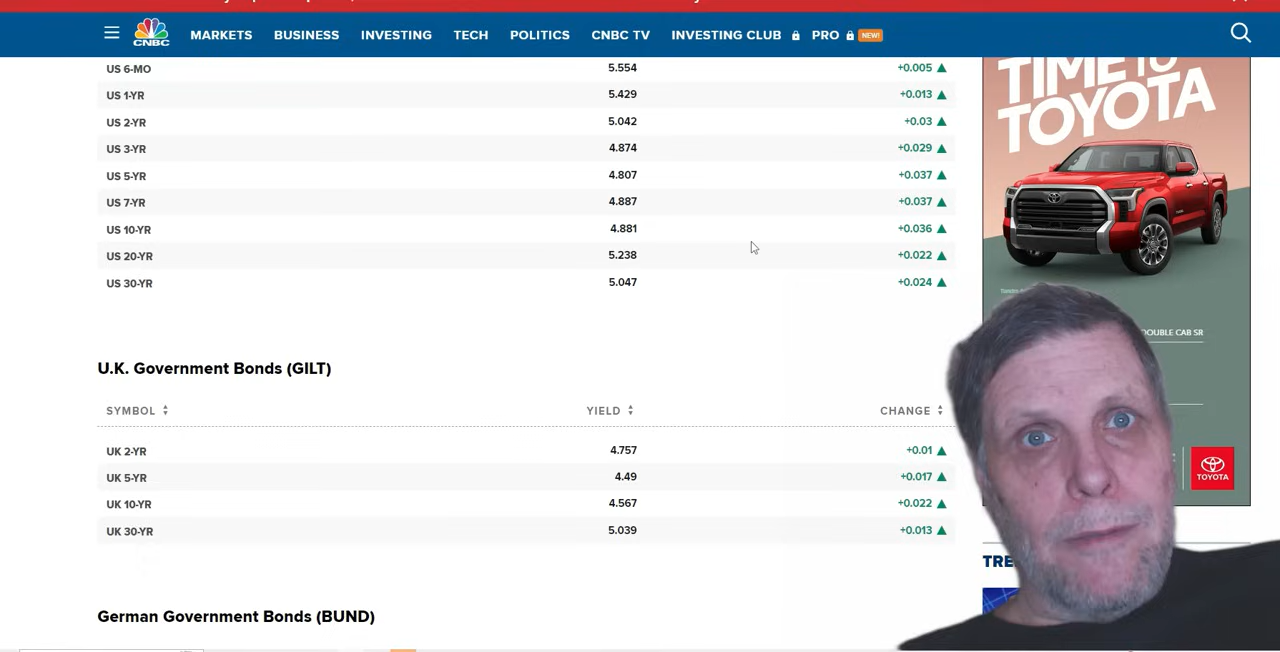 CNBC
MARKETS BUSINESS INVESTING TECH POLITICS CNBC TV INVESTING CLUB PRO NEW!
US 6-MO 5.554 +0.005
US 1-YR 5.429 +0.013
US 2-YR 5.042 +0.03
US 3-YR 4.874 +0.029
US 5-YR 4.807 +0.037
US 7-YR 4.887 +0.037
US 10-YR 4.881 +0.036
US 20-YR 5.238 +0.022
US 30-YR 5.047 +0.024
U.K. Government Bonds (GILT)
SYMBOL YIELD CHANGE
UK 2-YR 4.757 +0.01
UK 5-YR 4.49 +0.017
UK 10-YR 4.567 +0.022
UK 30-YR 5.039 +0.013
German Government Bonds (BUND)
TIME TO
TOYOTA
DOUBLE CAB SR
TOYOTA
TRE